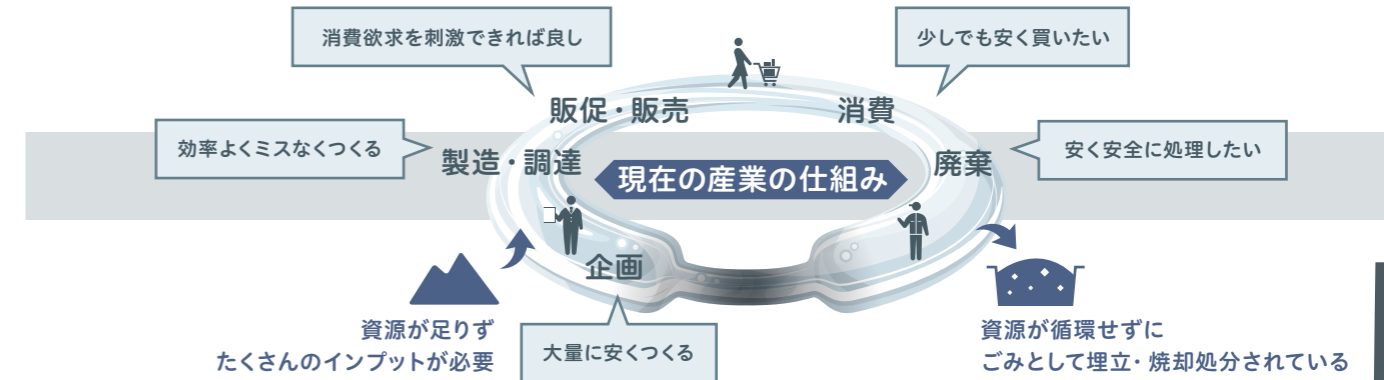 消費欲求を刺激できれば良し
少しでも安く買いたい
販促・販売
消費
効率よくミスなくつくる
製造・調達
現在の産業の仕組み
廃棄
安く安全に処理したい
企画
資源が足りず
たくさんのインプットが必要
大量に安くつくる
資源が循環せずに
ごみとして埋立・焼却処分されている